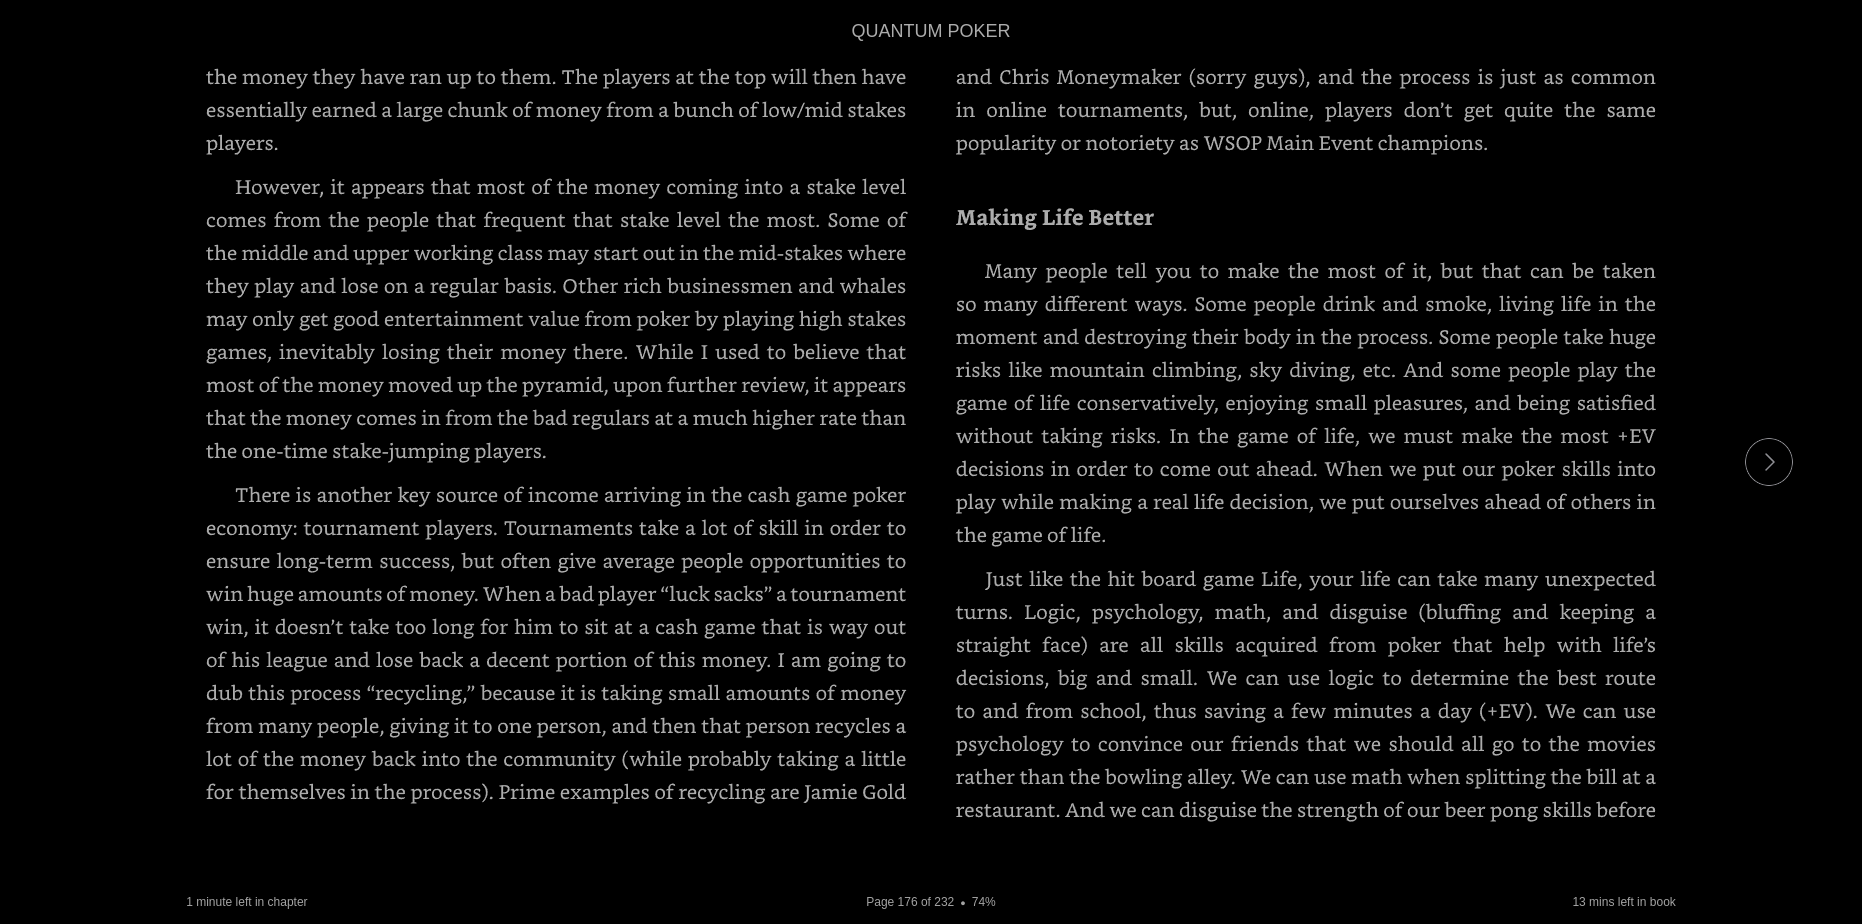 QUANTUM POKER
the money they have ran up to them. The players at the top will then have
essentially earned a large chunk of money from a bunch of low/mid stakes
players.
However, it appears that most of the money coming into a stake level
comes from the people that frequent that stake level the most. Some of
the middle and upper working class may start out in the mid-stakes where
they play and lose on a regular basis. Other rich businessmen and whales
may only get good entertainment value from poker by playing high stakes
games, inevitably losing their money there. While I used to believe that
most of the money moved up the pyramid, upon further review, it appears
that the money comes in from the bad regulars at a much higher rate than
the one-time stake-jumping players.
There is another key source of income arriving in the cash game poker
economy: tournament players. Tournaments take a lot of skill in order to
ensure long-term success, but often give average people opportunities to
win huge amounts of money. When a bad player “luck sacks” a tournament
win, it doesn’t take too long for him to sit at a cash game that is way out
of his league and lose back a decent portion of this money. I am going to
dub this process “recycling,” because it is taking small amounts of money
from many people, giving it to one person, and then that person recycles a
lot of the money back into the community (while probably taking a little
for themselves in the process). Prime examples of recycling are Jamie Gold
and Chris Moneymaker (sorry guys), and the process is just as common
in online tournaments, but, online, players don’t get quite the same
popularity or notoriety as WSOP Main Event champions.
Making Life Better
Many people tell you to make the most of it, but that can be taken
so many different ways. Some people drink and smoke, living life in the
moment and destroying their body in the process. Some people take huge
risks like mountain climbing, sky diving, etc. And some people play the
game of life conservatively, enjoying small pleasures, and being satisfied
without taking risks. In the game of life, we must make the most +EV
decisions in order to come out ahead. When we put our poker skills into
play while making a real life decision, we put ourselves ahead of others in
the game of life.
Just like the hit board game Life, your life can take many unexpected
turns. Logic, psychology, math, and disguise (bluffing and keeping a
straight face) are all skills acquired from poker that help with life’s
decisions, big and small. We can use logic to determine the best route
to and from school, thus saving a few minutes a day (+EV). We can use
psychology to convince our friends that we should all go to the movies
rather than the bowling alley. We can use math when splitting the bill at a
restaurant. And we can disguise the strength of our beer pong skills before
1 minute left in chapter
Page 176 of 232 • 74%
13 mins left in book